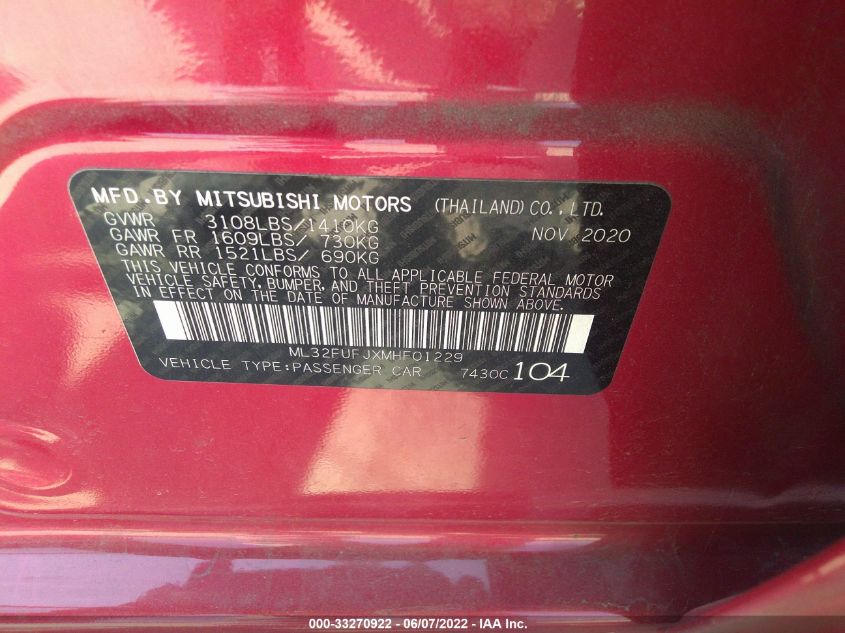 MFD.BY MITSUBISHI MOTORS (THAILAND) CO., LTD.
GVWR 3108LBS/1410KG NOV 2020
GAWR FR 1609LBS/ 730KG
GAWR RR 1521LBS/ 690KG
THIS VEHICLE CONFORMS TO ALL APPLICABLE FEDERAL MOTOR
VEHICLE SAFETY, BUMPER, AND THEFT PREVENTION STANDARDS
IN EFFECT ON THE DATE OF MANUFACTURE SHOWN ABOVE.
ML32FUFJXMHF01229
VEHICLE TYPE:PASSENGER CAR 7430C 104
000-33270922 - 06/07/2022 - IAA Inc.